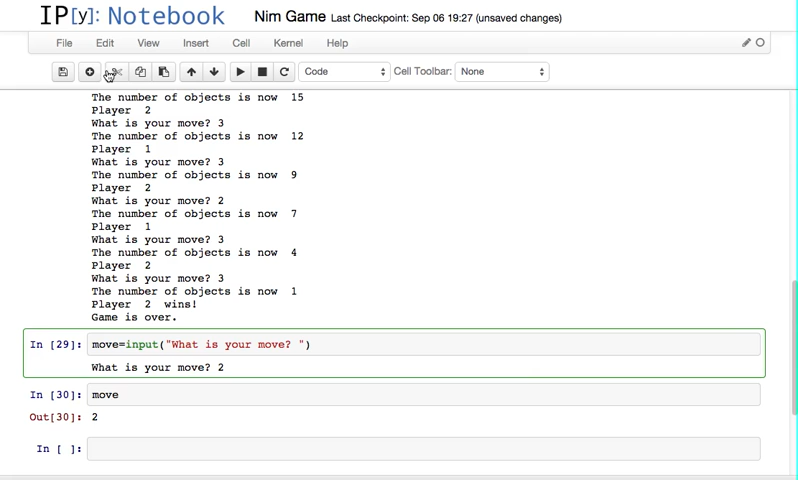 IP[y]: Notebook Nim Game Last Checkpoint: Sep 06 19:27 (unsaved changes)
File Edit View Insert Cell Kernel Help
Code Cell Toolbar: None
The number of objects is now 15
Player 2
What is your move? 3
The number of objects is now 12
Player 1
What is your move? 3
The number of objects is now 9
Player 2
What is your move? 2
The number of objects is now 7
Player 1
What is your move? 3
The number of objects is now 4
Player 2
What is your move? 3
The number of objects is now 1
Player 2 wins!
Game is over.
In [29]: move=input("What is your move? ")
What is your move? 2
In [30]: move
Out[30]: 2
In [ ]: